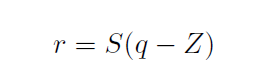 r = S(q − Z)